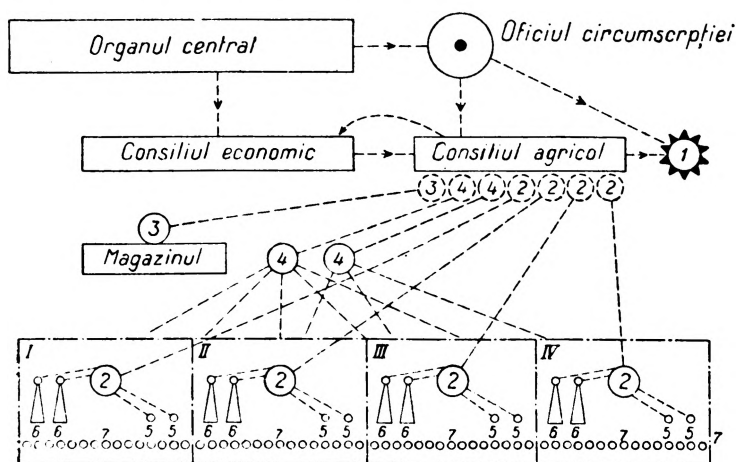 Organul central
Oficiul circumscrpției
Consiliul economic
Consiliul agricol
1
3 4 4 2 2 2 2
3
Magazinul
4 4
I II III IV
2 2 2 2
6 6 7 5 5 6 6 7 5 5 6 6 7 5 5 6 6 7 5 5 7